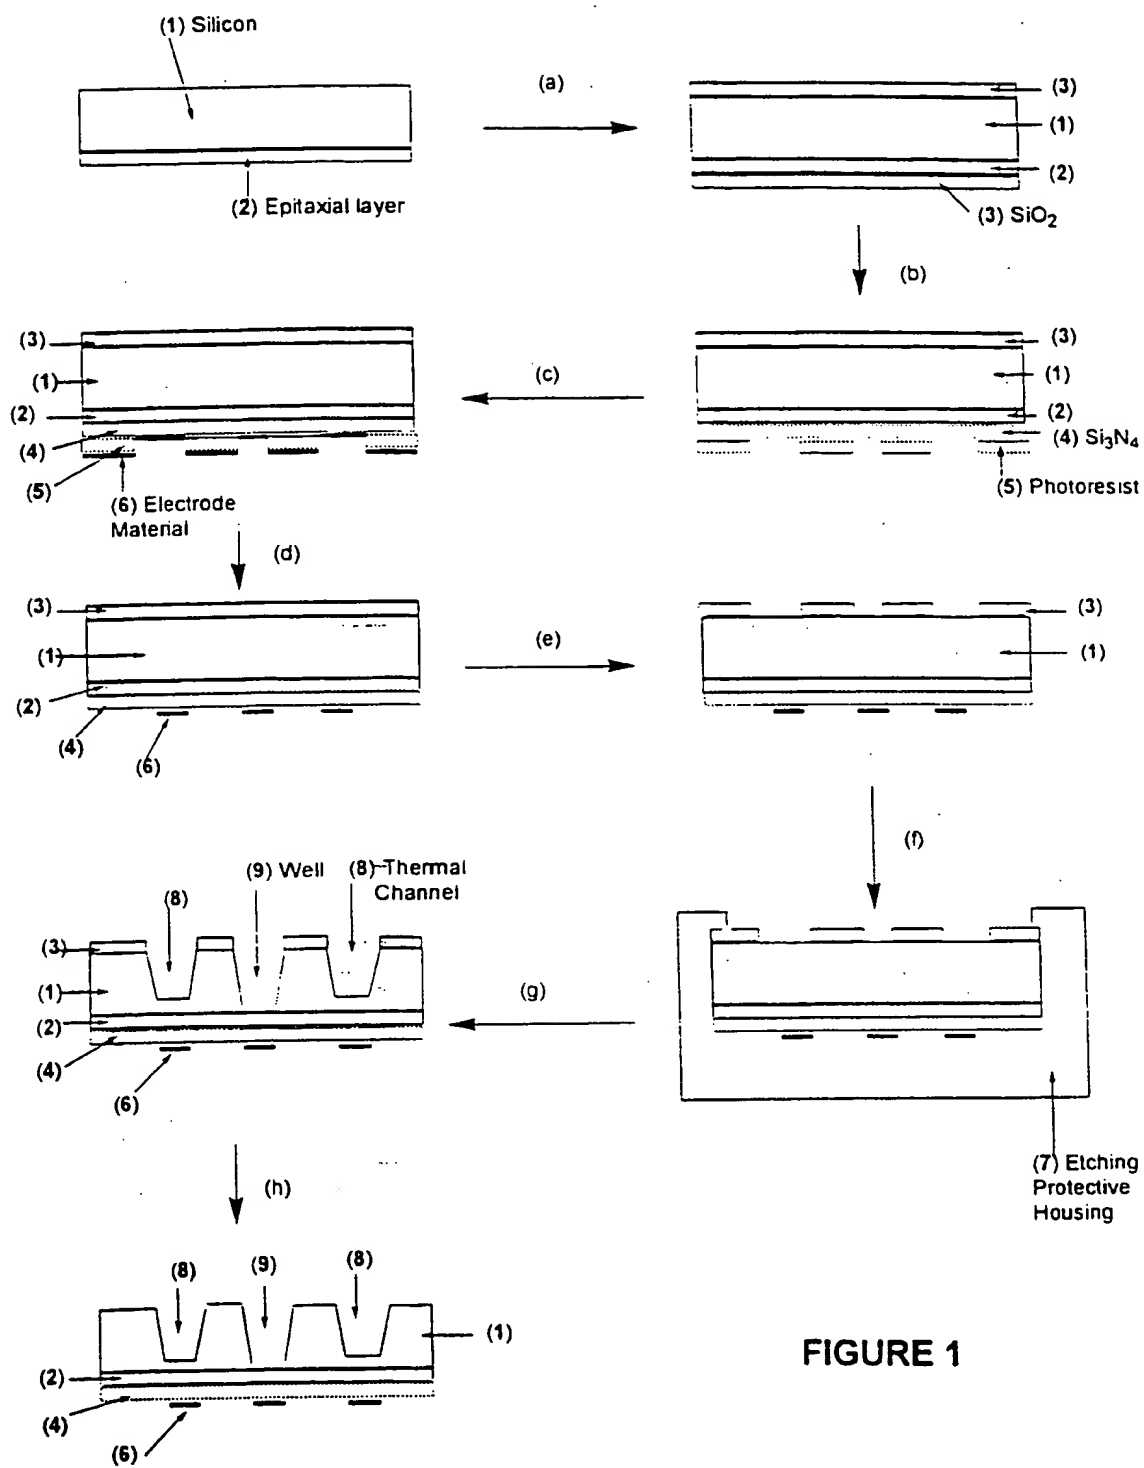 (1) Silicon
(a)
(3)
(1)
(2)
(2) Epitaxial layer
(3) SiO2
(b)
(3)
(1)
(2)
(4)
(5)
(6) Electrode
Material
(c)
(3)
(1)
(2)
(4) Si3N4
(5) Photoresist
(d)
(3)
(1)
(2)
(4)
(6)
(e)
(3)
(1)
(f)
(9) Well
(8) Thermal
Channel
(8)
(3)
(1)
(2)
(4)
(6)
(g)
(7) Etching
Protective
Housing
(h)
(8)
(9)
(8)
(1)
(2)
(4)
(6)
FIGURE 1